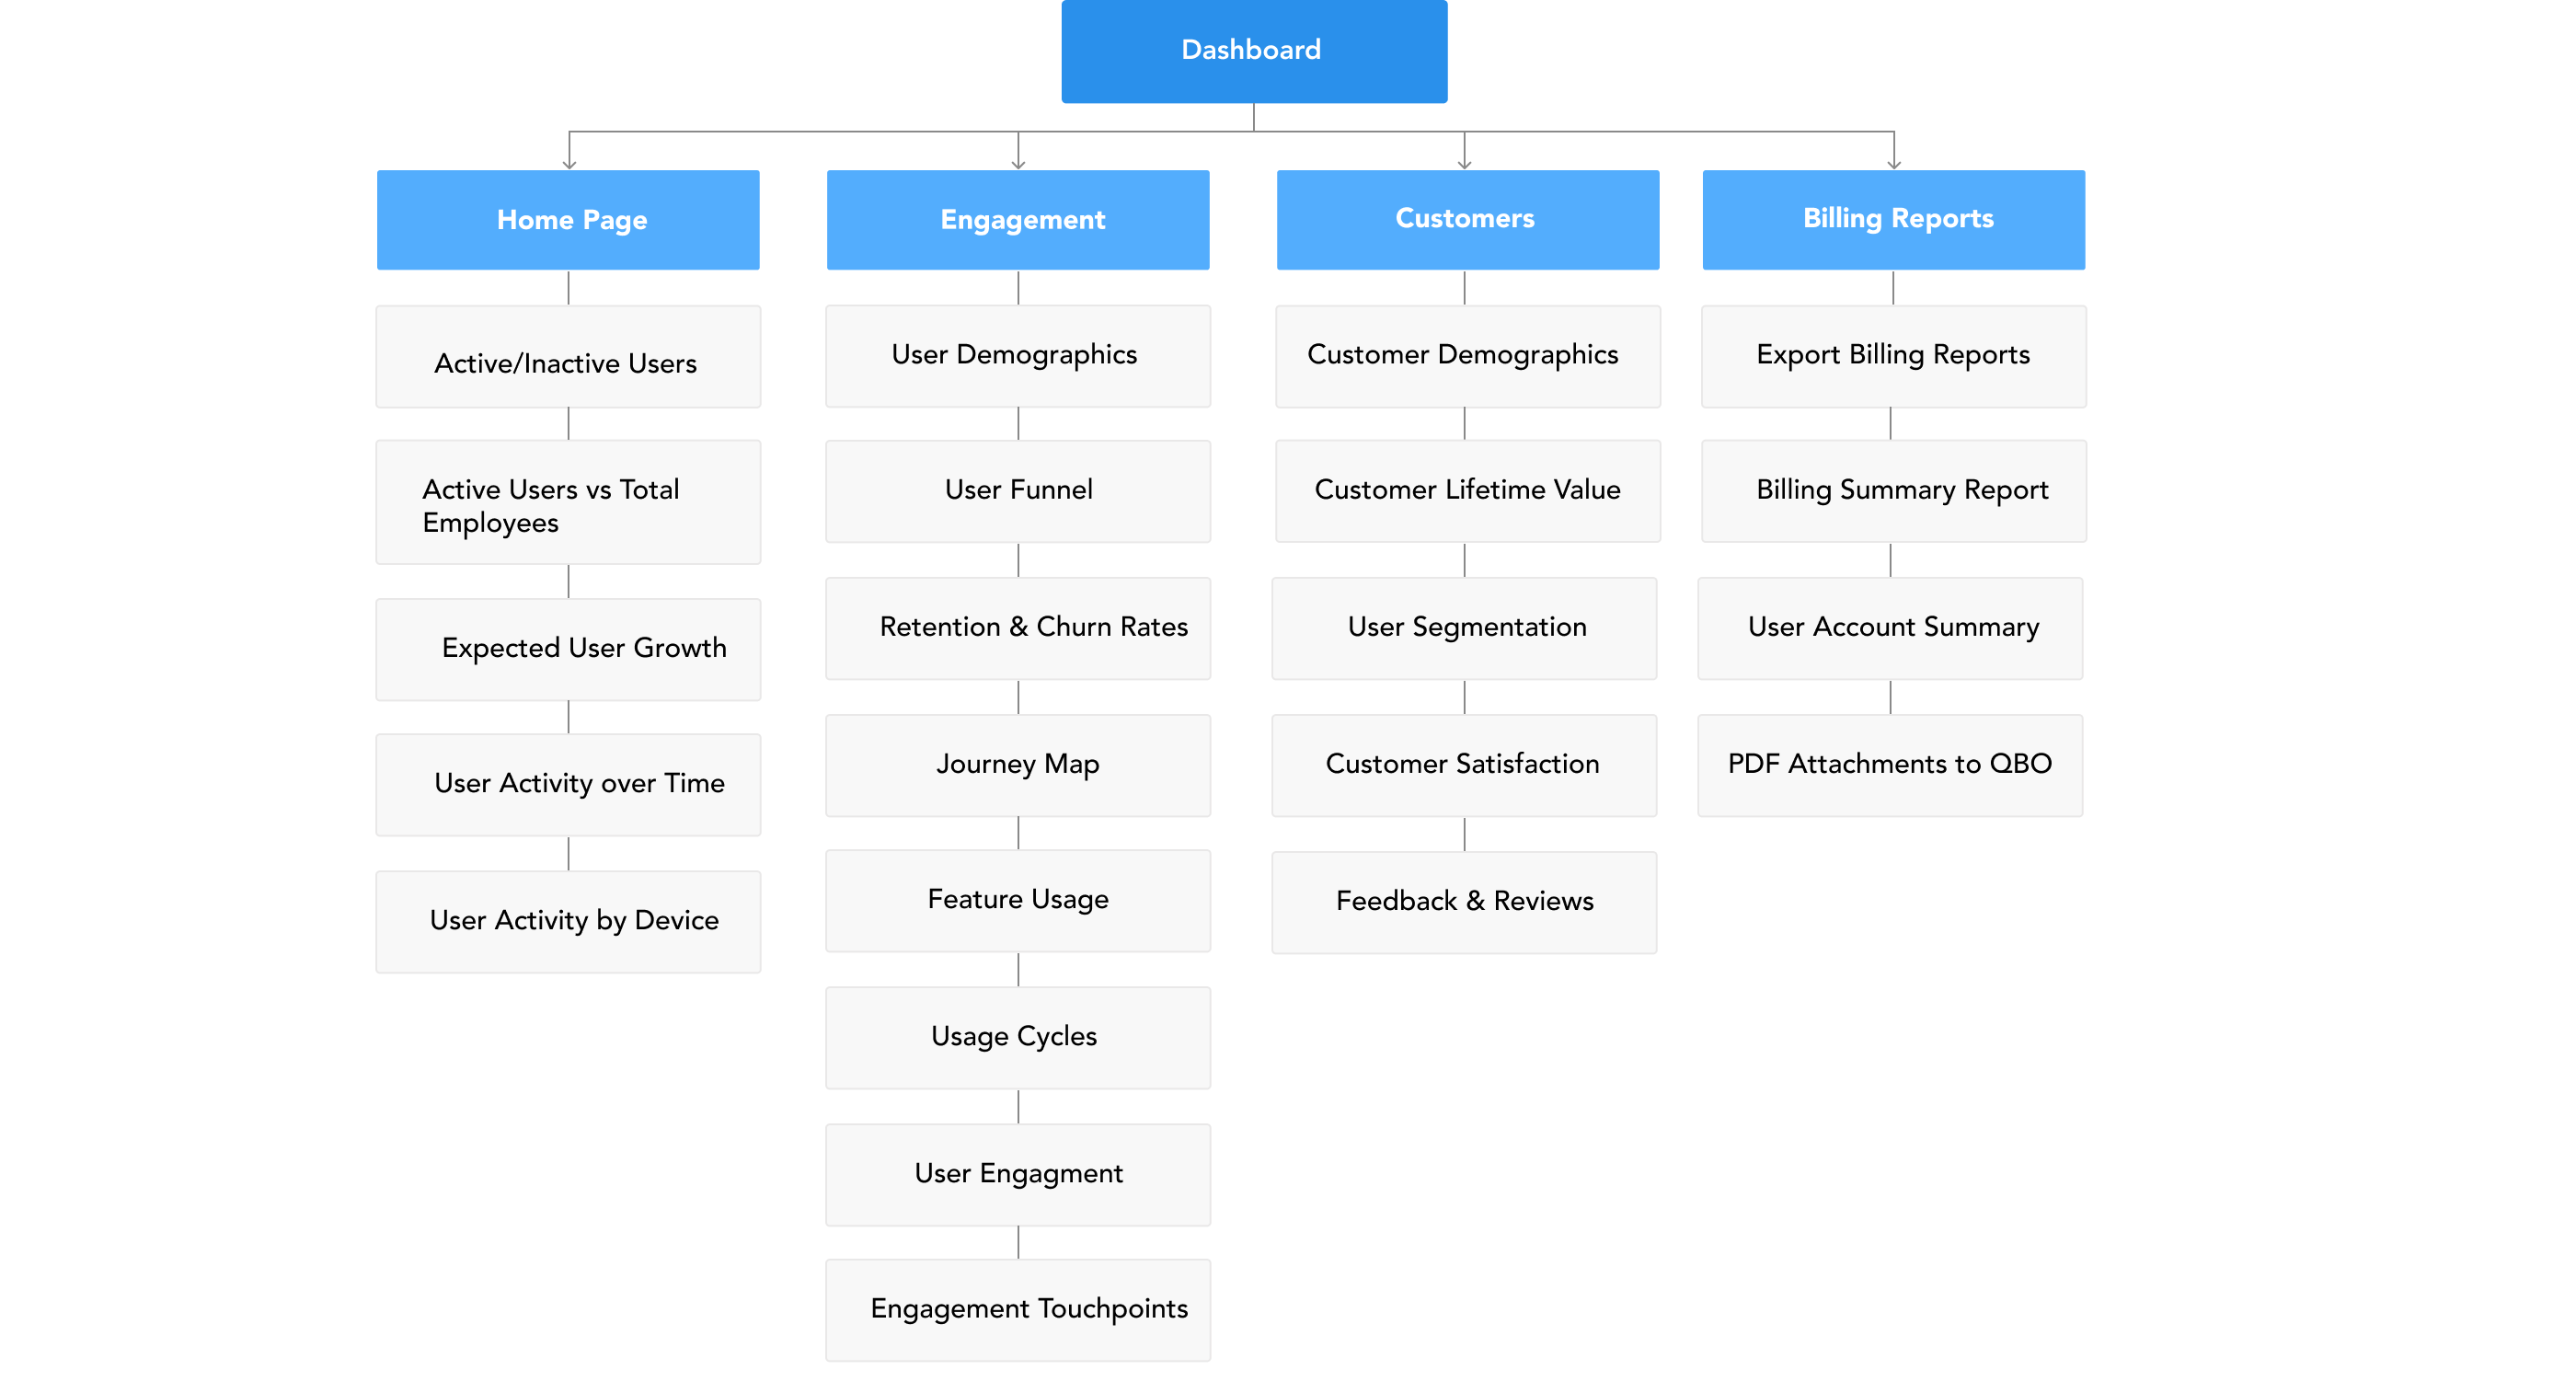 Dashboard
Home Page
Engagement
Customers
Billing Reports
Active/Inactive Users
Active Users vs Total
Employees
Expected User Growth
User Activity over Time
User Activity by Device
User Demographics
User Funnel
Retention & Churn Rates
Journey Map
Feature Usage
Usage Cycles
User Engagment
Engagement Touchpoints
Customer Demographics
Customer Lifetime Value
User Segmentation
Customer Satisfaction
Feedback & Reviews
Export Billing Reports
Billing Summary Report
User Account Summary
PDF Attachments to QBO